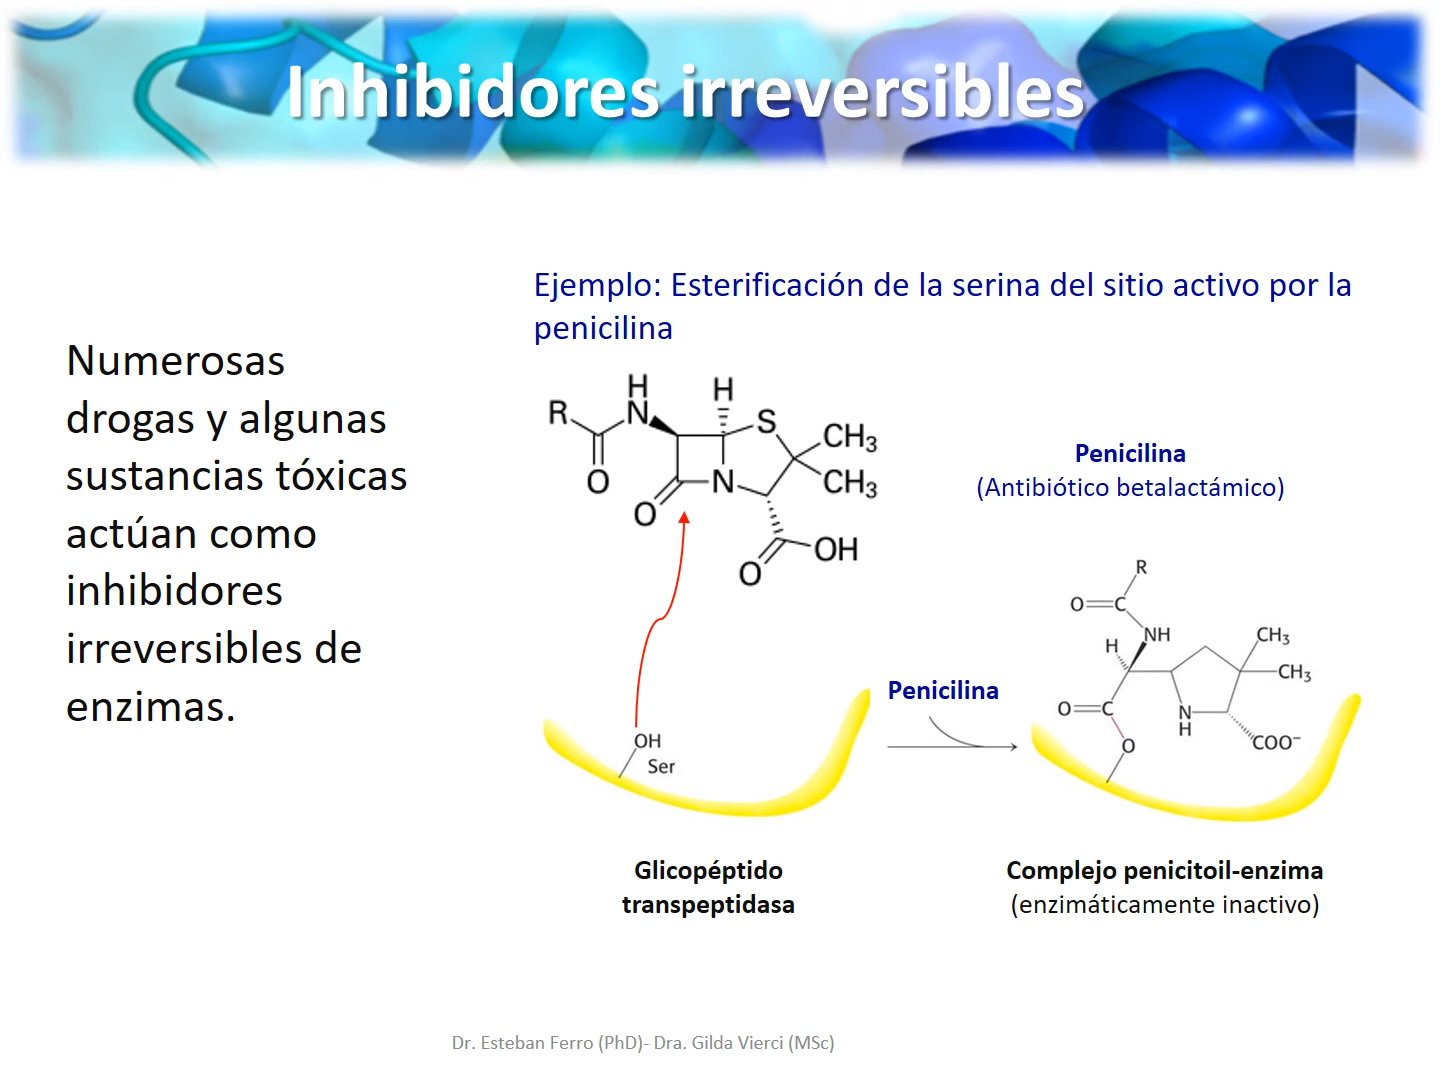 Inhibidores irreversibles
Ejemplo: Esterificación de la serina del sitio activo por la
penicilina
Numerosas
drogas y algunas
sustancias tóxicas
actúan como
inhibidores
irreversibles de
enzimas.
H
H
R
N
S
CH3
O
N
CH3
O
O
OH
Penicilina
(Antibiótico betalactámico)
R
O
C
NH
H
CH3
CH3
O
C
N
H
O
COO−
Penicilina
OH
Ser
Glicopéptido
transpeptidasa
Complejo penicitoil-enzima
(enzimáticamente inactivo)
Dr. Esteban Ferro (PhD)- Dra. Gilda Vierci (MSc)